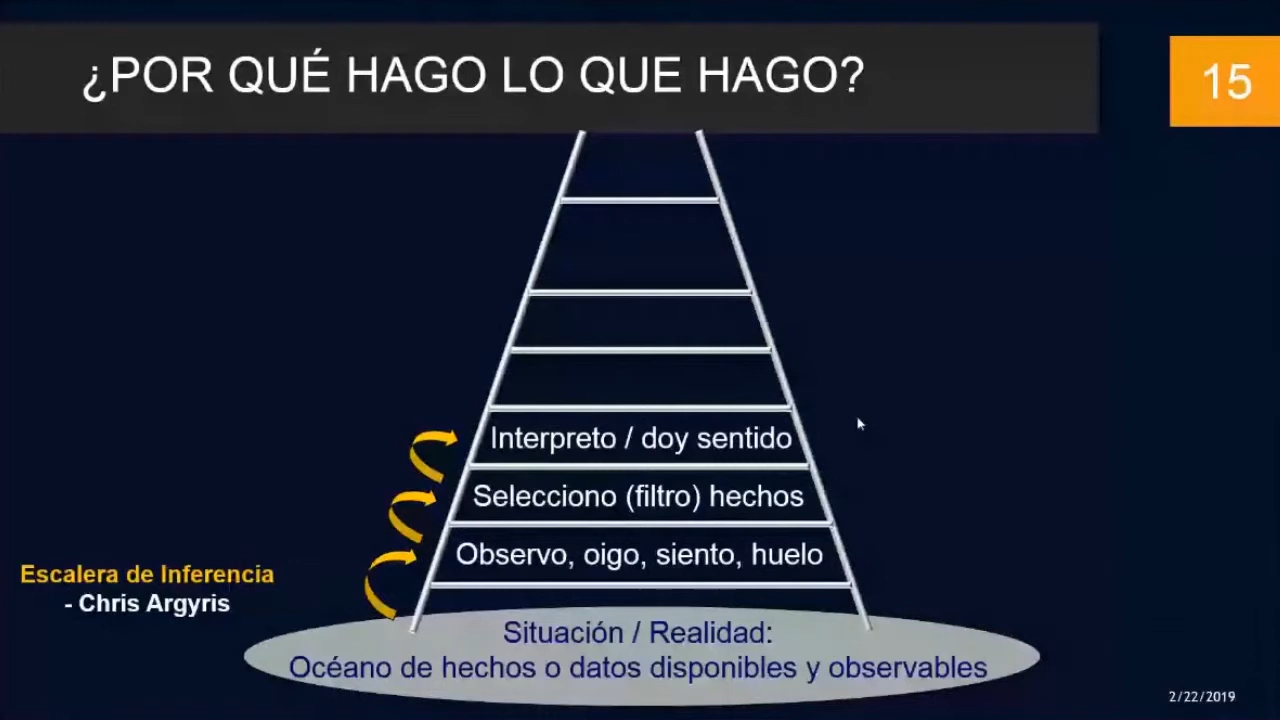 ¿POR QUÉ HAGO LO QUE HAGO?
15
Interpreto / doy sentido
Selecciono (filtro) hechos
Observo, oigo, siento, huelo
Escalera de Inferencia
- Chris Argyris
Situación / Realidad:
Océano de hechos o datos disponibles y observables
2/22/2019